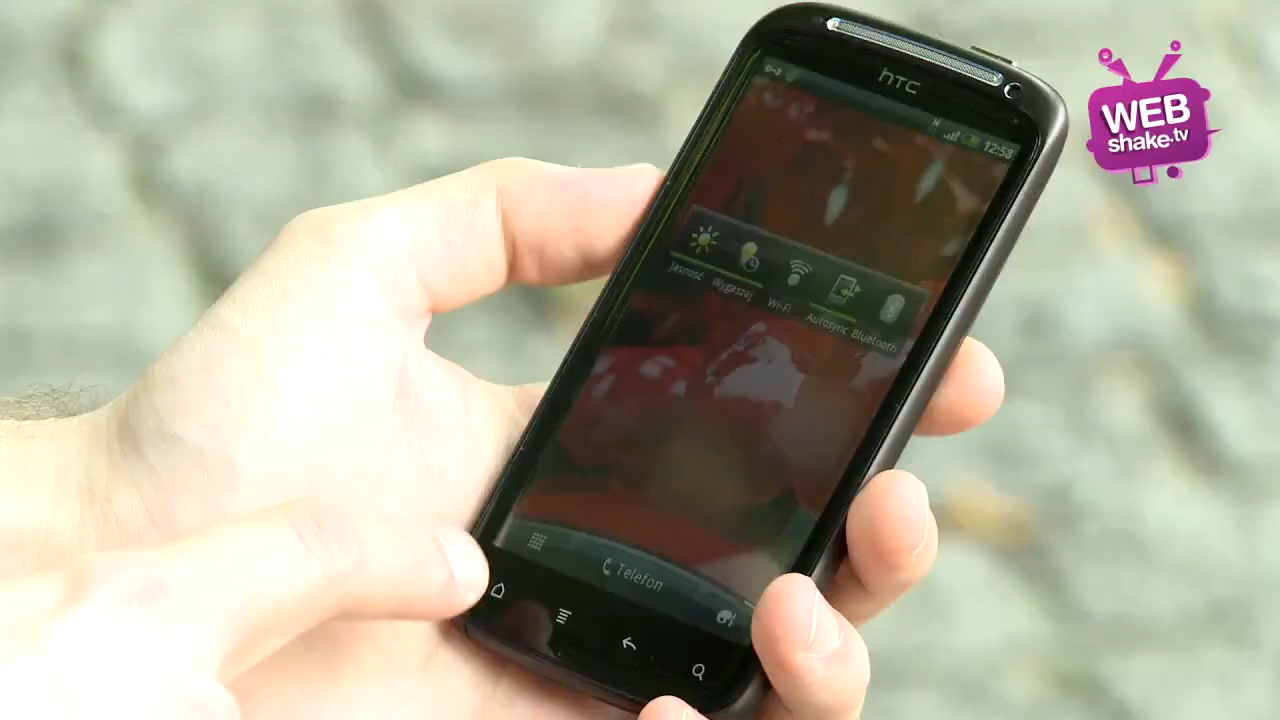 WEB
shake.tv
hTC
H
12:58
Jasność Wygaszaj Wi-Fi Autosync Bluetooth
Telefon